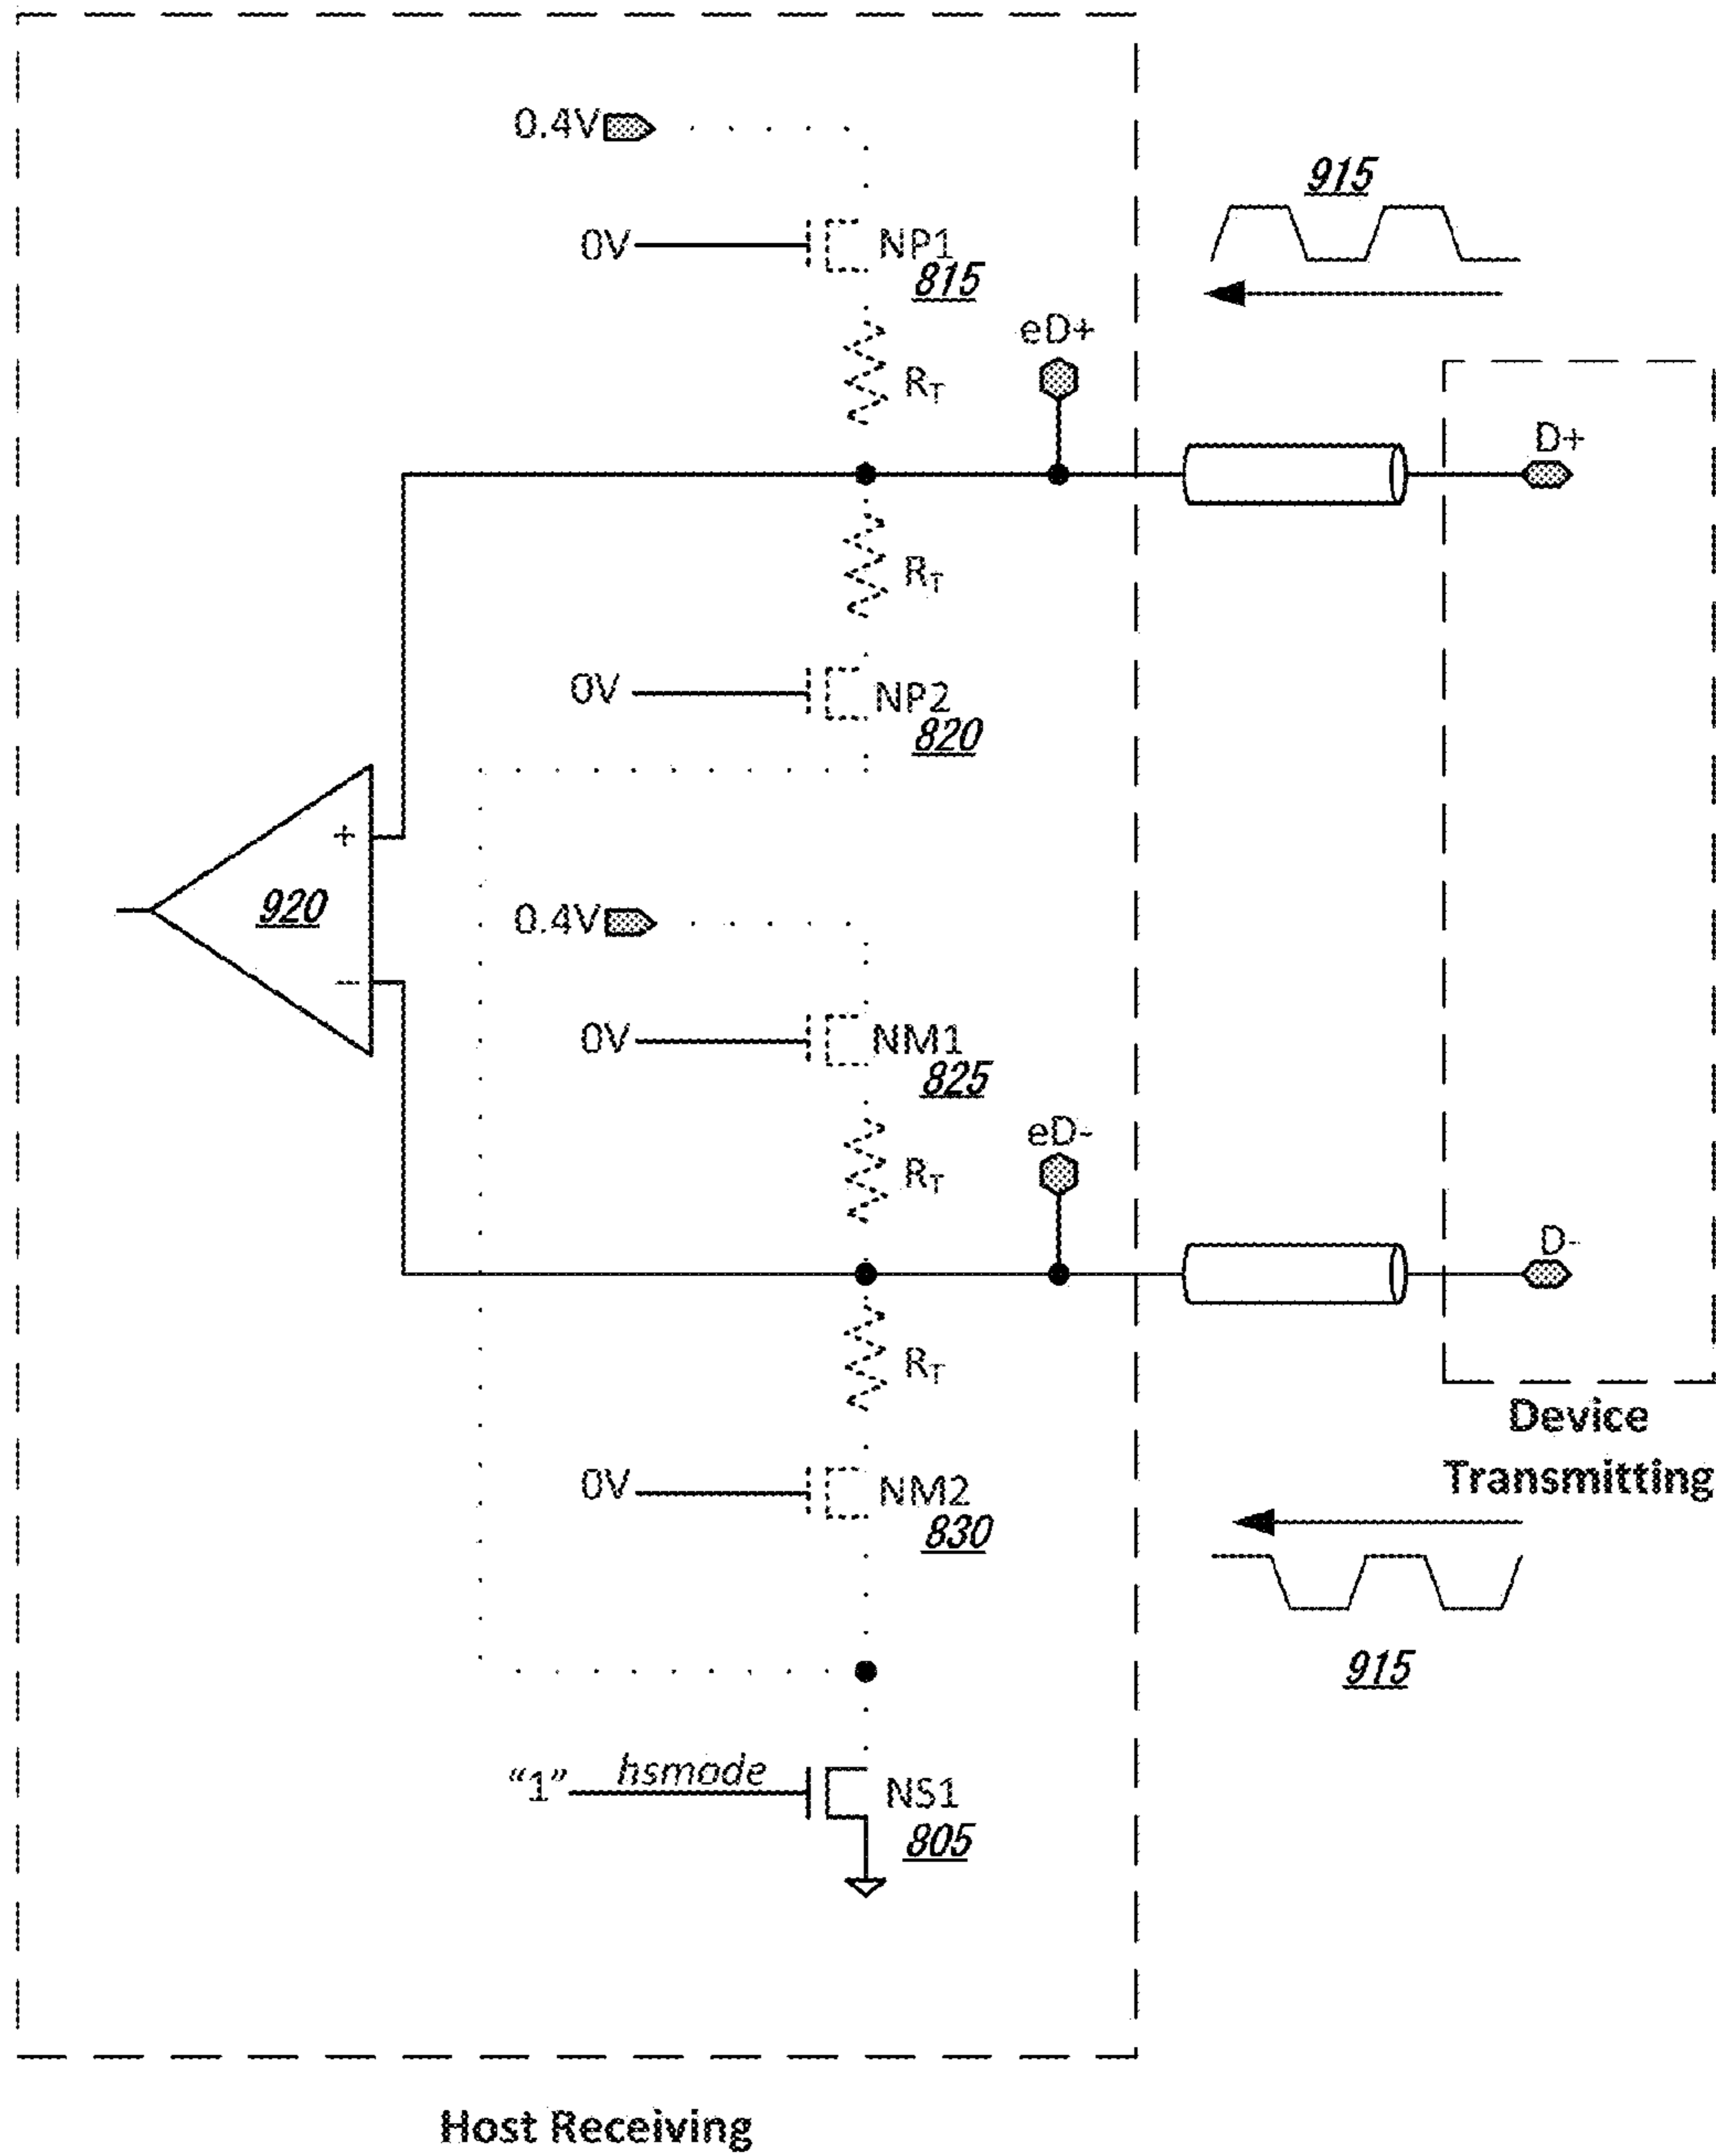 0.4V
915
0V
NP1
815
eD+
RT
D+
RT
0V
NP2
820
+
920
0.4V
−
0V
NM1
825
eD-
RT
D-
RT
Device
Transmitting
0V
NM2
830
915
“1”
hsmode
NS1
805
Host Receiving